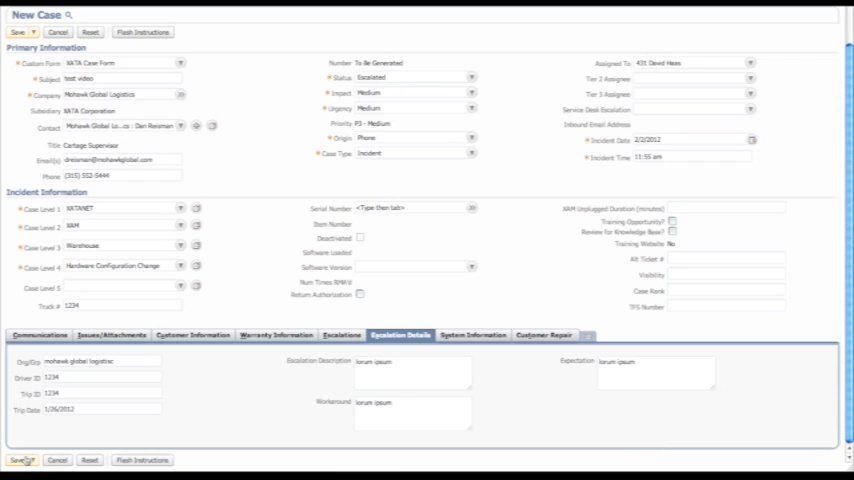 New Case
Save Cancel Reset Flash Instructions
Primary Information
* Custom Form XATA Case Form
* Subject test video
* Company Mohawk Global Logistics
Subsidiary XATA Corporation
Contact Mohawk Global Lo...cs : Dan Reisman
Title Cartage Supervisor
Email(s) dreisman@mohawkglobal.com
Phone (315) 552-5444
Number To Be Generated
* Status Escalated
* Impact Medium
* Urgency Medium
Priority P3 - Medium
* Origin Phone
* Case Type Incident
Assigned To 431 David Haas
Tier 2 Assignee
Tier 3 Assignee
Service Desk Escalation
Inbound Email Address
* Incident Date 2/2/2012
* Incident Time 11:55 am
Incident Information
* Case Level 1 XATANET
* Case Level 2 XAM
* Case Level 3 Warehouse
* Case Level 4 Hardware Configuration Change
Case Level 5
Truck # 1234
Serial Number <Type then tab>
Item Number
Deactivated
Software Loaded
Software Version
Num Times RMA'd
Return Authorization
XAM Unplugged Duration (minutes)
Training Opportunity?
Review for Knowledge Base?
Training Website No
Alt Ticket #
Visibility
Case Rank
TFS Number
Communications Issues/Attachments Customer Information Warranty Information Escalations Escalation Details System Information Customer Repair
Org/Grp mohawk global logistisc
Driver ID 1234
Trip ID 1234
Trip Date 1/26/2012
Escalation Description lorum ipsum
Workaround lorum ipsum
Expectation lorum ipsum
Save Cancel Reset Flash Instructions